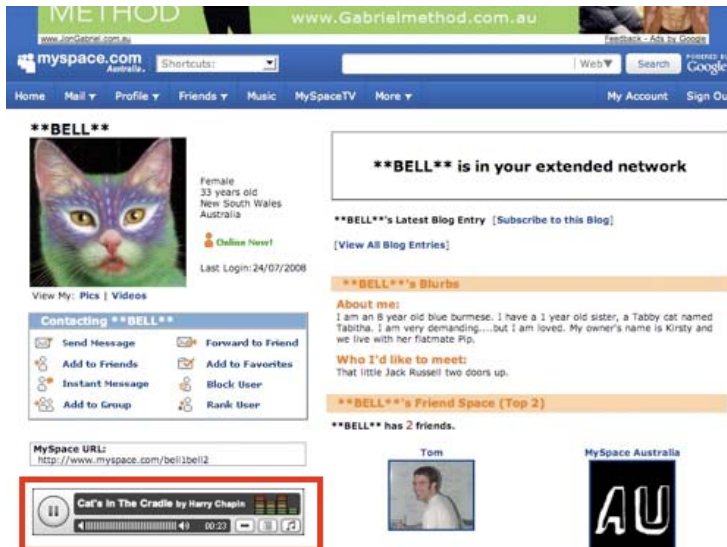 METHOD
www.Gabrielmethod.com.au
www.JonGabriel.com.au
Feedback - Ads by Google
myspace.com
Australia.
Shortcuts:
Web
Search
POWERED BY
Google
Home Mail Profile Friends Music MySpaceTV More My Account Sign Ou
**BELL**
Female
33 years old
New South Wales
Australia
Online Now!
Last Login: 24/07/2008
View My: Pics | Videos
Contacting **BELL**
Send Message Forward to Friend
Add to Friends Add to Favorites
Instant Message Block User
Add to Group Rank User
MySpace URL:
http://www.myspace.com/bell1bell2
Cat's In The Cradle by Harry Chapin
00:23
**BELL** is in your extended network
**BELL**'s Latest Blog Entry [Subscribe to this Blog]
[View All Blog Entries]
**BELL**'s Blurbs
About me:
I am an 8 year old blue burmese. I have a 1 year old sister, a Tabby cat named
Tabitha. I am very demanding....but I am loved. My owner's name is Kirsty and
we live with her flatmate Pip.
Who I'd like to meet:
That little Jack Russell two doors up.
**BELL**'s Friend Space (Top 2)
**BELL** has 2 friends.
Tom MySpace Australia
AU